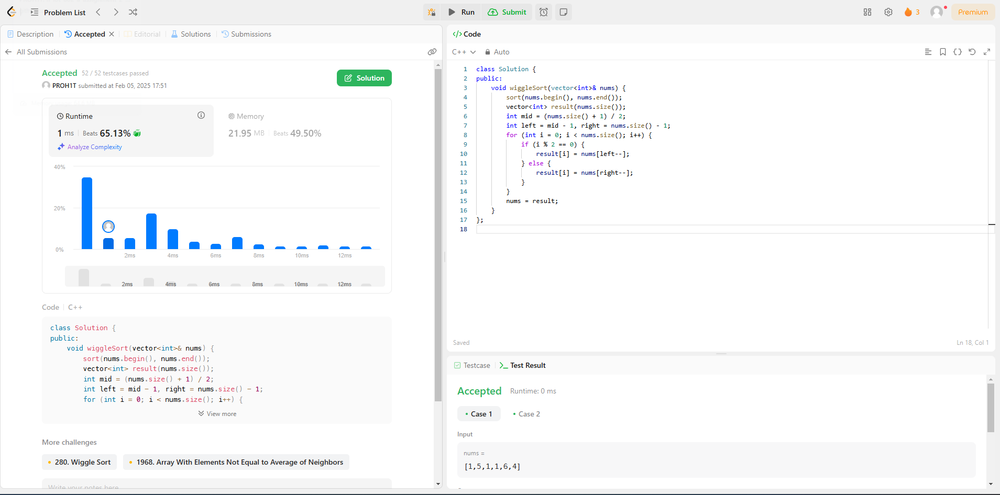 Problem List
Run
Submit
3
Premium
Description
Accepted
Editorial
Solutions
Submissions
All Submissions
Accepted 52 / 52 testcases passed
PROH1T submitted at Feb 05, 2025 17:51
Solution
Runtime
1 ms Beats 65.13%
Analyze Complexity
Memory
21.95 MB Beats 49.50%
40%
20%
0%
2ms 4ms 6ms 8ms 10ms 12ms
2ms 4ms 6ms 8ms 10ms 12ms
Code C++
class Solution {
public:
    void wiggleSort(vector<int>& nums) {
        sort(nums.begin(), nums.end());
        vector<int> result(nums.size());
        int mid = (nums.size() + 1) / 2;
        int left = mid - 1, right = nums.size() - 1;
        for (int i = 0; i < nums.size(); i++) {
View more
More challenges
280. Wiggle Sort
1968. Array With Elements Not Equal to Average of Neighbors
Write your notes here
</> Code
C++ Auto
1 class Solution {
2 public:
3     void wiggleSort(vector<int>& nums) {
4         sort(nums.begin(), nums.end());
5         vector<int> result(nums.size());
6         int mid = (nums.size() + 1) / 2;
7         int left = mid - 1, right = nums.size() - 1;
8         for (int i = 0; i < nums.size(); i++) {
9             if (i % 2 == 0) {
10                 result[i] = nums[left--];
11             } else {
12                 result[i] = nums[right--];
13             }
14         }
15         nums = result;
16     }
17 };
18
Saved
Ln 18, Col 1
Testcase
Test Result
Accepted Runtime: 0 ms
Case 1
Case 2
Input
nums =
[1,5,1,1,6,4]